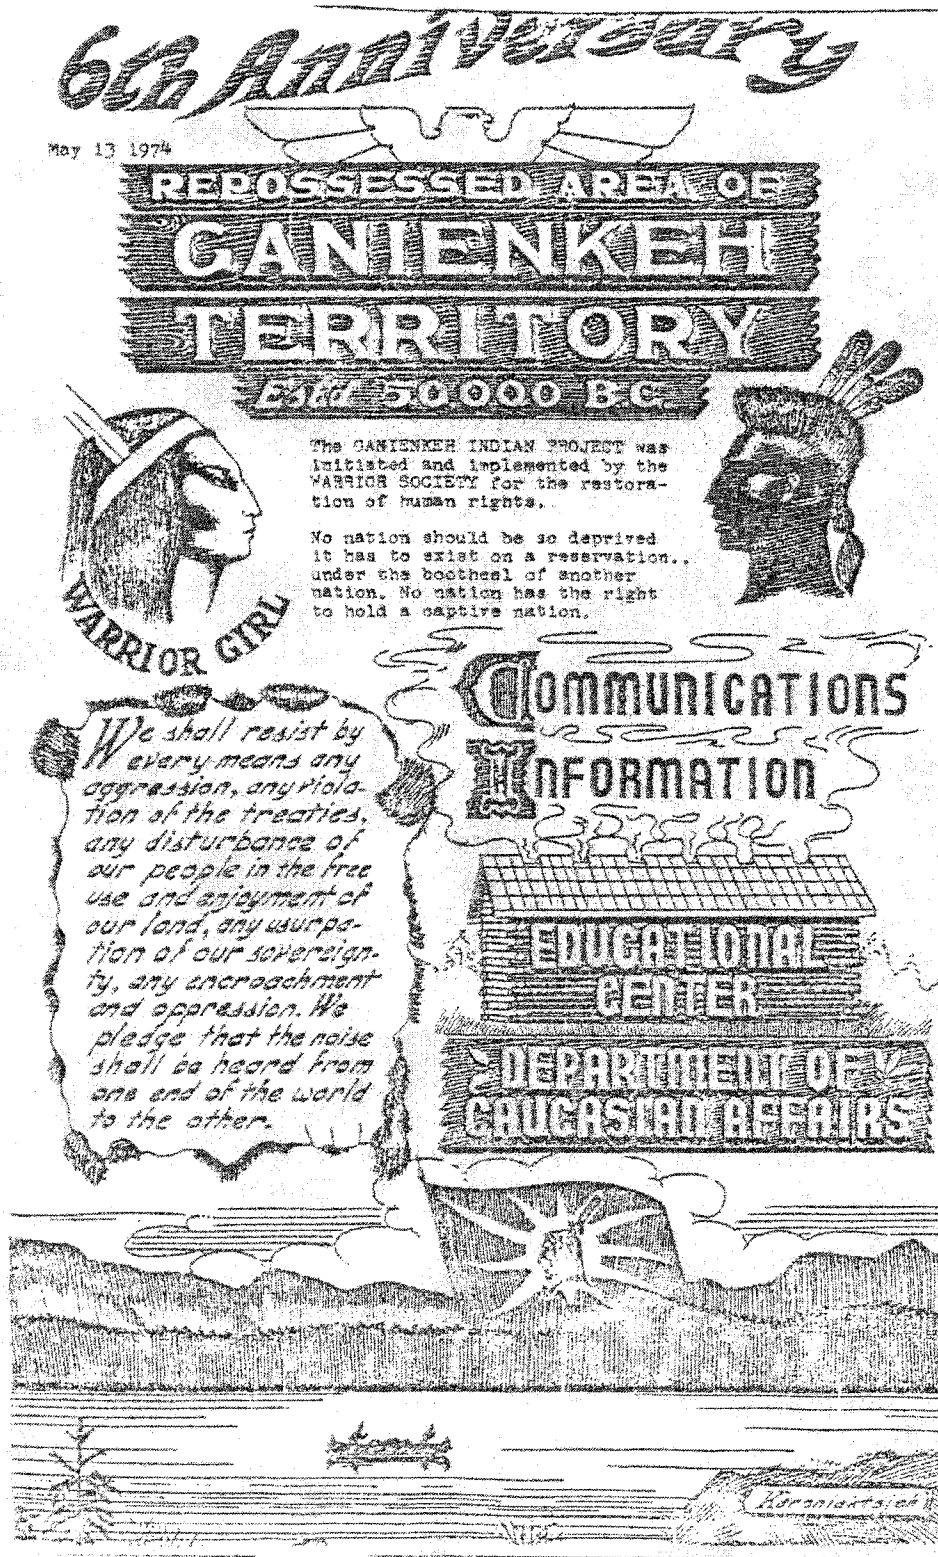 6th Anniversary
May 13 1974
REPOSSESSED AREA OF
GANIENKEH
TERRITORY
Est'd 50,000 B.C.
The GANIENKEH INDIAN PROJECT was
initiated and implemented by the
WARRIOR SOCIETY for the restora-
tion of human rights.
No nation should be so deprived
it has to exist on a reservation..
under the bootheel of another
nation. No nation has the right
to hold a captive nation.
WARRIOR GIRL
We shall resist by
every means any
aggression, any viola-
tion of the treaties,
any disturbance of
our people in the free
use and enjoyment of
our land, any usurpa-
tion of our sovereign-
ty, any encroachment
and oppression. We
pledge that the noise
shall be heard from
one end of the world
to the other.
COMMUNICATIONS
INFORMATION
EDUCATIONAL
CENTER
DEPARTMENT OF
CAUCASIAN AFFAIRS